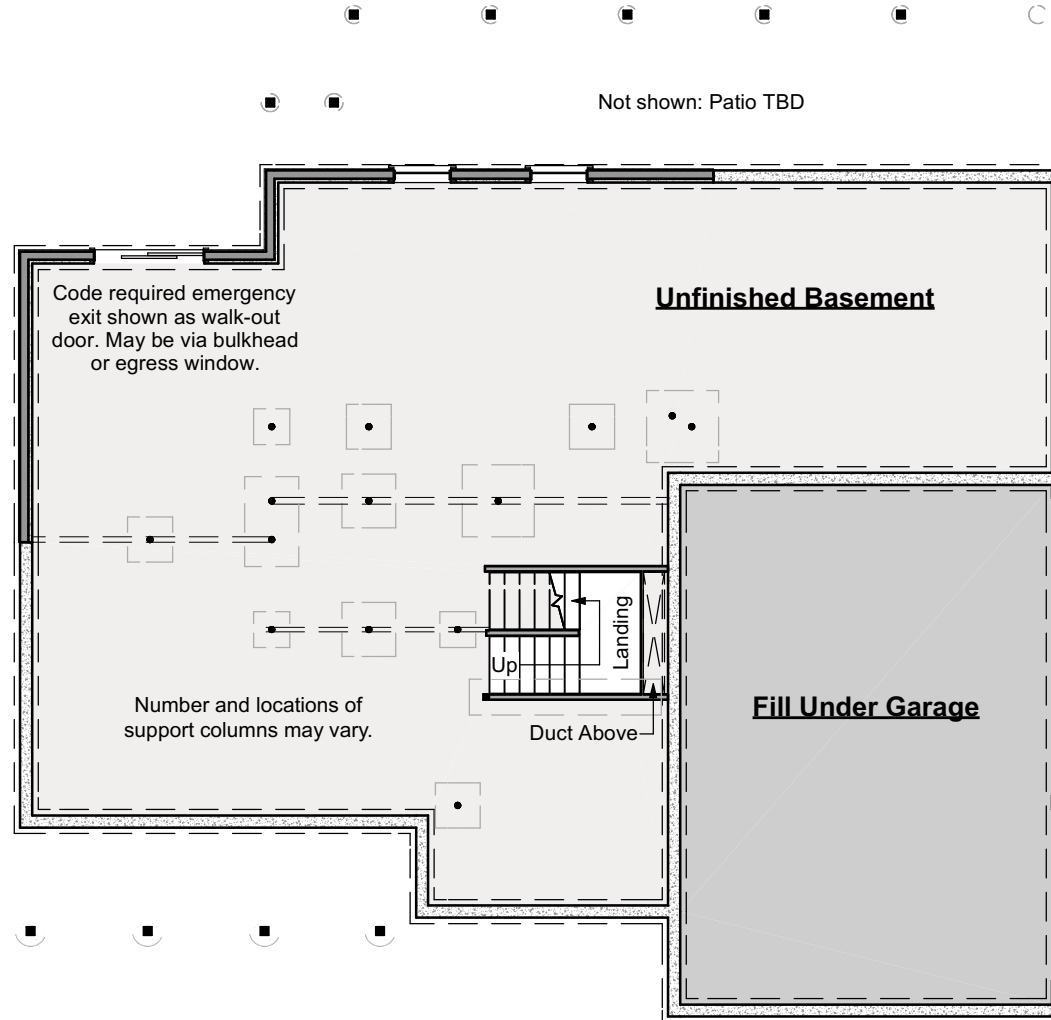 Not shown: Patio TBD
Code required emergency
exit shown as walk-out
door. May be via bulkhead
or egress window.
Unfinished Basement
Landing
Up
Number and locations of
support columns may vary.
Duct Above
Fill Under Garage